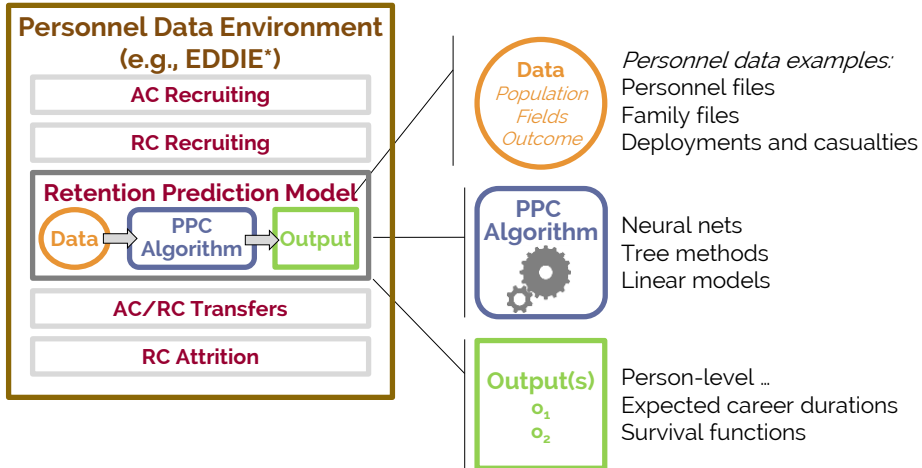 Personnel Data Environment
(e.g., EDDIE*)
AC Recruiting
RC Recruiting
Retention Prediction Model
Data
PPC
Algorithm
Output
AC/RC Transfers
RC Attrition
Data
Population
Fields
Outcome
Personnel data examples:
Personnel files
Family files
Deployments and casualties
PPC
Algorithm
Neural nets
Tree methods
Linear models
Output(s)
o₁
o₂
Person-level …
Expected career durations
Survival functions